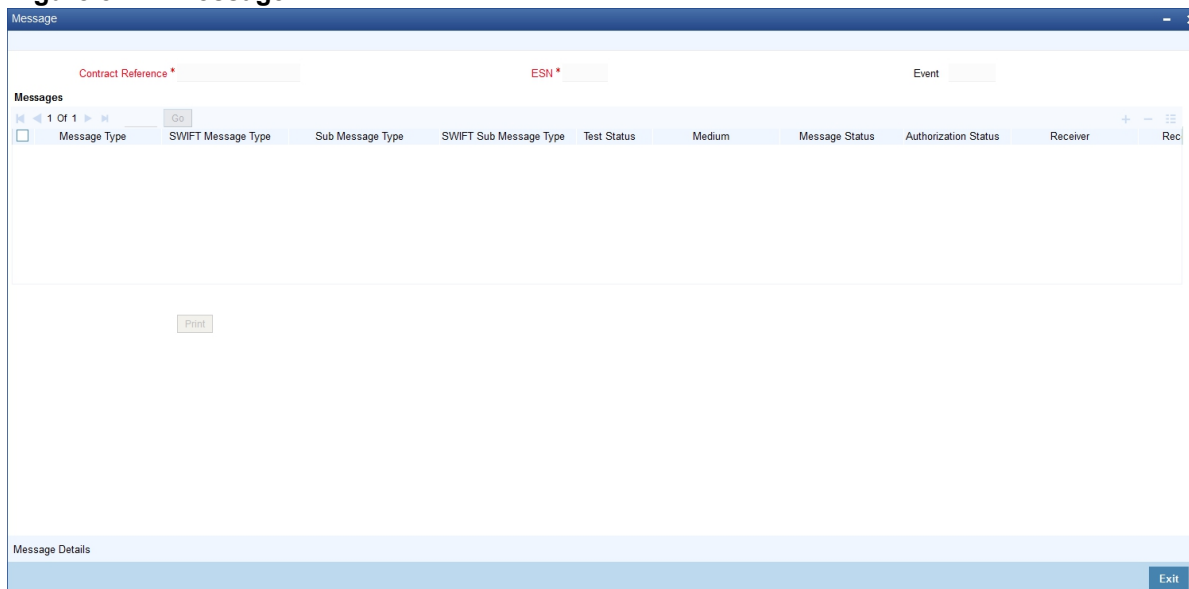 Message
Contract Reference * ESN * Event
Messages
1 Of 1 Go
Message Type SWIFT Message Type Sub Message Type SWIFT Sub Message Type Test Status Medium Message Status Authorization Status Receiver Rec
Print
Message Details
Exit